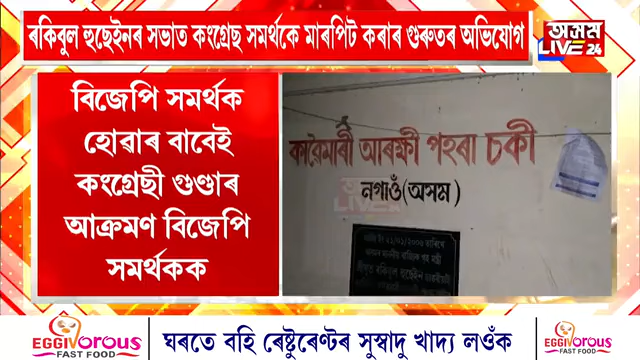 ৰকিবুল হুছেইনৰ সভাত কংগ্ৰেছ সমৰ্থকে মাৰপিট কৰাৰ গুৰুতৰ অভিযোগ
অসম
LIVE 24
বিজেপি সমৰ্থক
হোৱাৰ বাবেই
কংগ্ৰেছী গুণ্ডাৰ
আক্ৰমণ বিজেপি
সমৰ্থকক
কাৱৈমাৰী আৰক্ষী পহৰা চকী
নগাওঁ(অসম)
EGGIVOROUS
FAST FOOD
ঘৰতে বহি ৰেষ্টুৰেণ্টৰ সুস্বাদু খাদ্য লওঁক
EGGIVOROUS
FAST FOOD